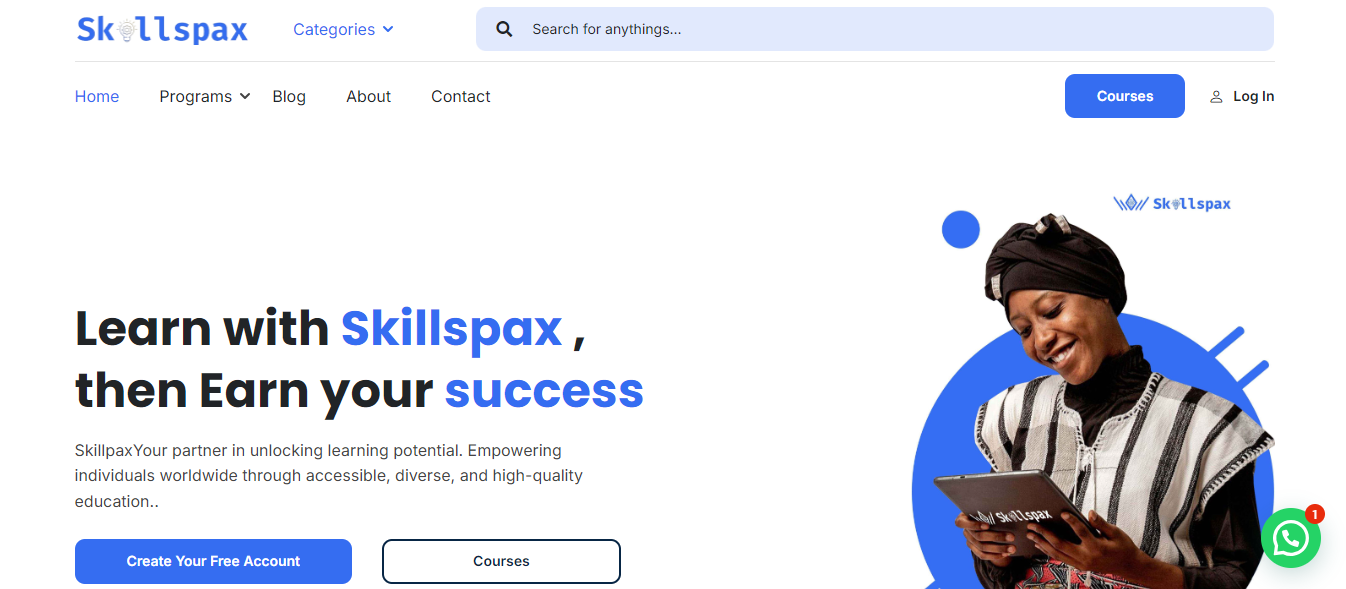 Skillspax
Categories
Search for anythings...
Home
Programs
Blog
About
Contact
Courses
Log In
Skillspax
Learn with Skillspax ,
then Earn your success
SkillpaxYour partner in unlocking learning potential. Empowering
individuals worldwide through accessible, diverse, and high-quality
education..
Create Your Free Account
Courses
Skillspax
1